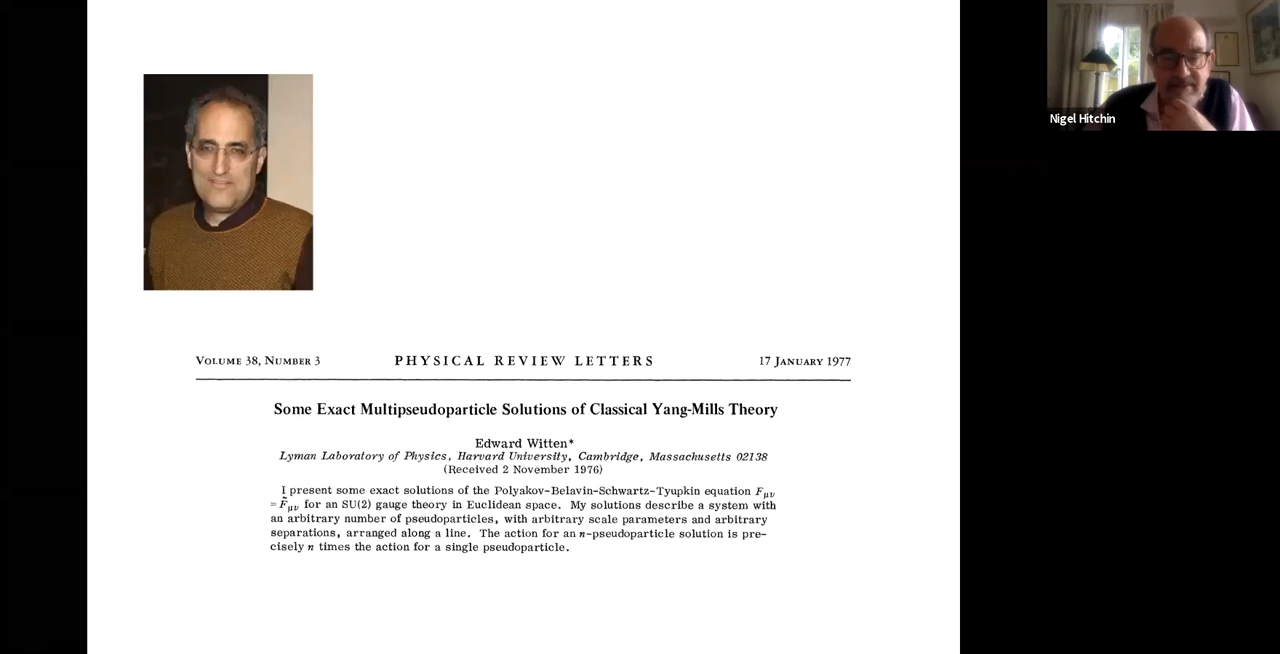 Nigel Hitchin
VOLUME 38, NUMBER 3 PHYSICAL REVIEW LETTERS 17 JANUARY 1977
Some Exact Multipseudoparticle Solutions of Classical Yang-Mills Theory
Edward Witten*
Lyman Laboratory of Physics, Harvard University, Cambridge, Massachusetts 02138
(Received 2 November 1976)
I present some exact solutions of the Polyakov-Belavin-Schwartz-Tyupkin equation Fμν
= F̃μν for an SU(2) gauge theory in Euclidean space. My solutions describe a system with
an arbitrary number of pseudoparticles, with arbitrary scale parameters and arbitrary
separations, arranged along a line. The action for an n-pseudoparticle solution is pre-
cisely n times the action for a single pseudoparticle.